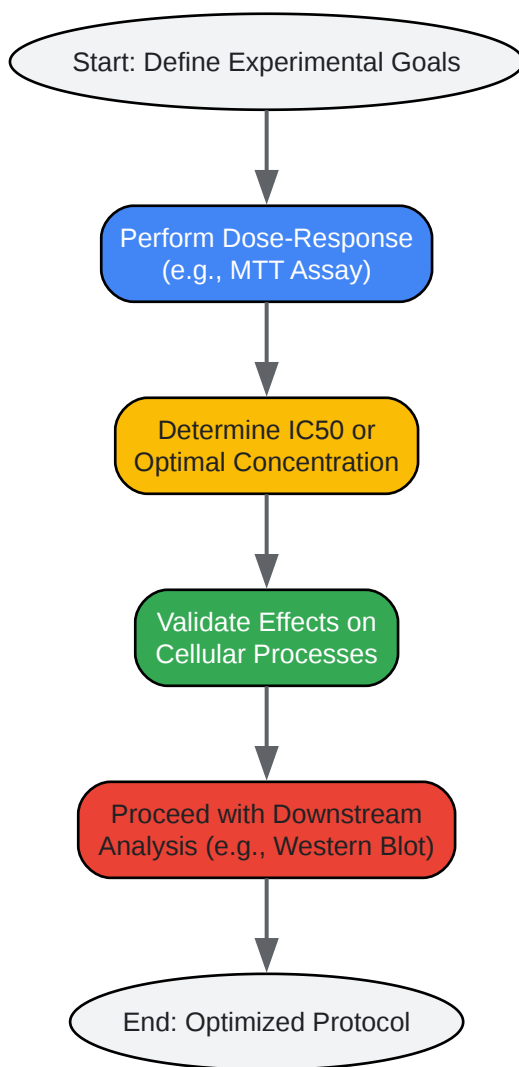 Start: Define Experimental Goals
Perform Dose-Response
(e.g., MTT Assay)
Determine IC50 or
Optimal Concentration
Validate Effects on
Cellular Processes
Proceed with Downstream
Analysis (e.g., Western Blot)
End: Optimized Protocol